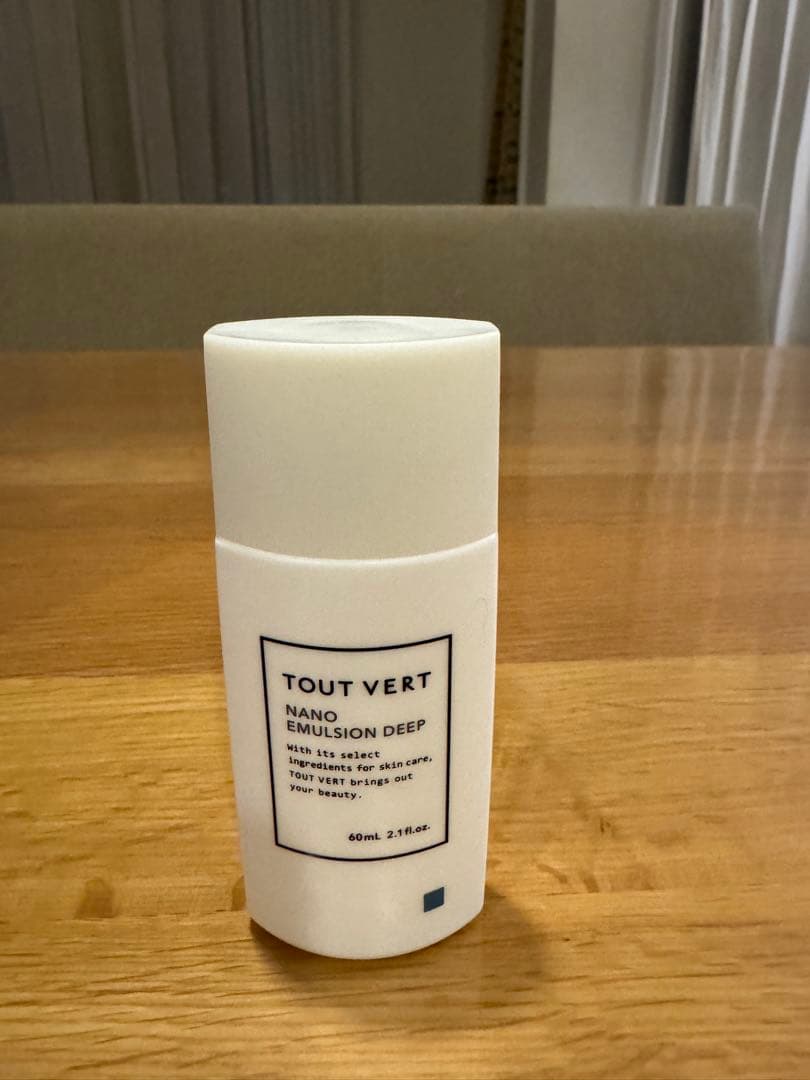 TOUT VERT
NANO
EMULSION DEEP
With its select
ingredients for skin care,
TOUT VERT brings out
your beauty.
60mL 2.1fl.oz.